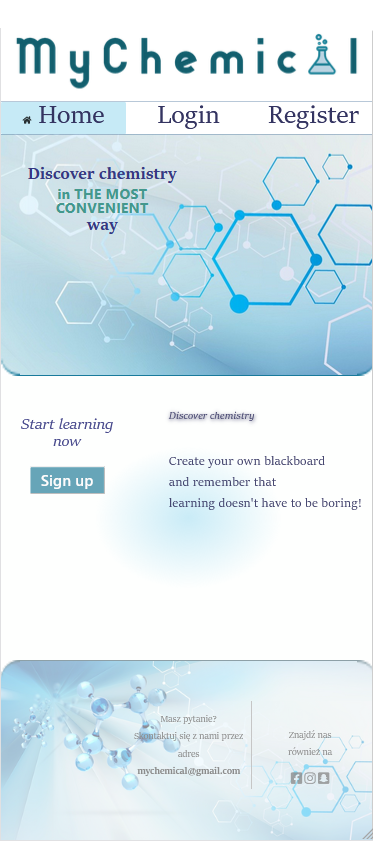 MyChemical
Home Login Register
Discover chemistry
in THE MOST
CONVENIENT
way
Start learning
now
Sign up
Discover chemistry
Create your own blackboard
and remember that
learning doesn't have to be boring!
Masz pytanie?
Skontaktuj się z nami przez
adres
mychemical@gmail.com
Znajdź nas
również na